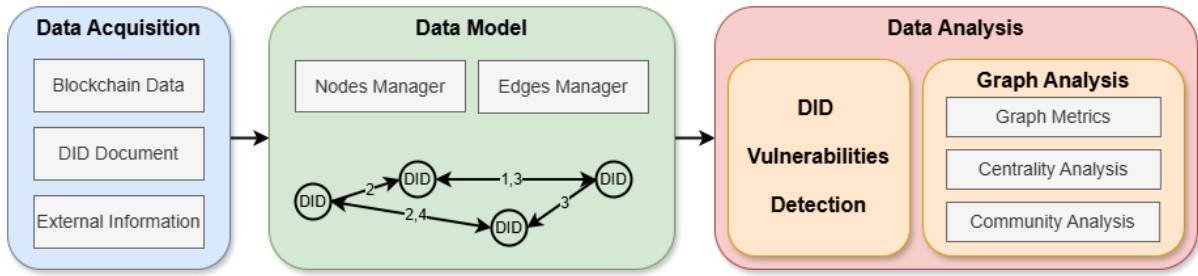 Data Acquisition
Blockchain Data
DID Document
External Information
Data Model
Nodes Manager
Edges Manager
DID
2
DID
1,3
DID
2,4
DID
3
Data Analysis
DID
Vulnerabilities
Detection
Graph Analysis
Graph Metrics
Centrality Analysis
Community Analysis